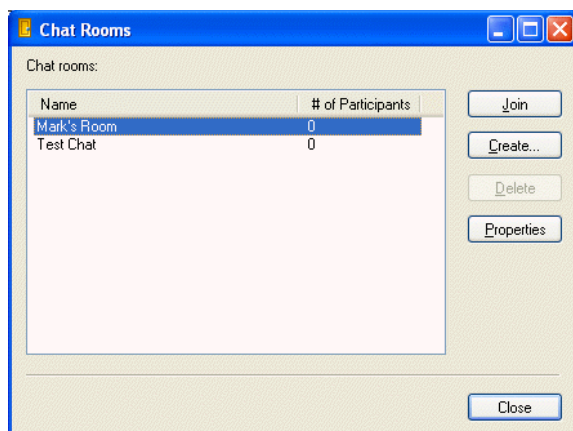 Chat Rooms
Chat rooms:
Name # of Participants
Mark's Room 0
Test Chat 0
Join
Create...
Delete
Properties
Close